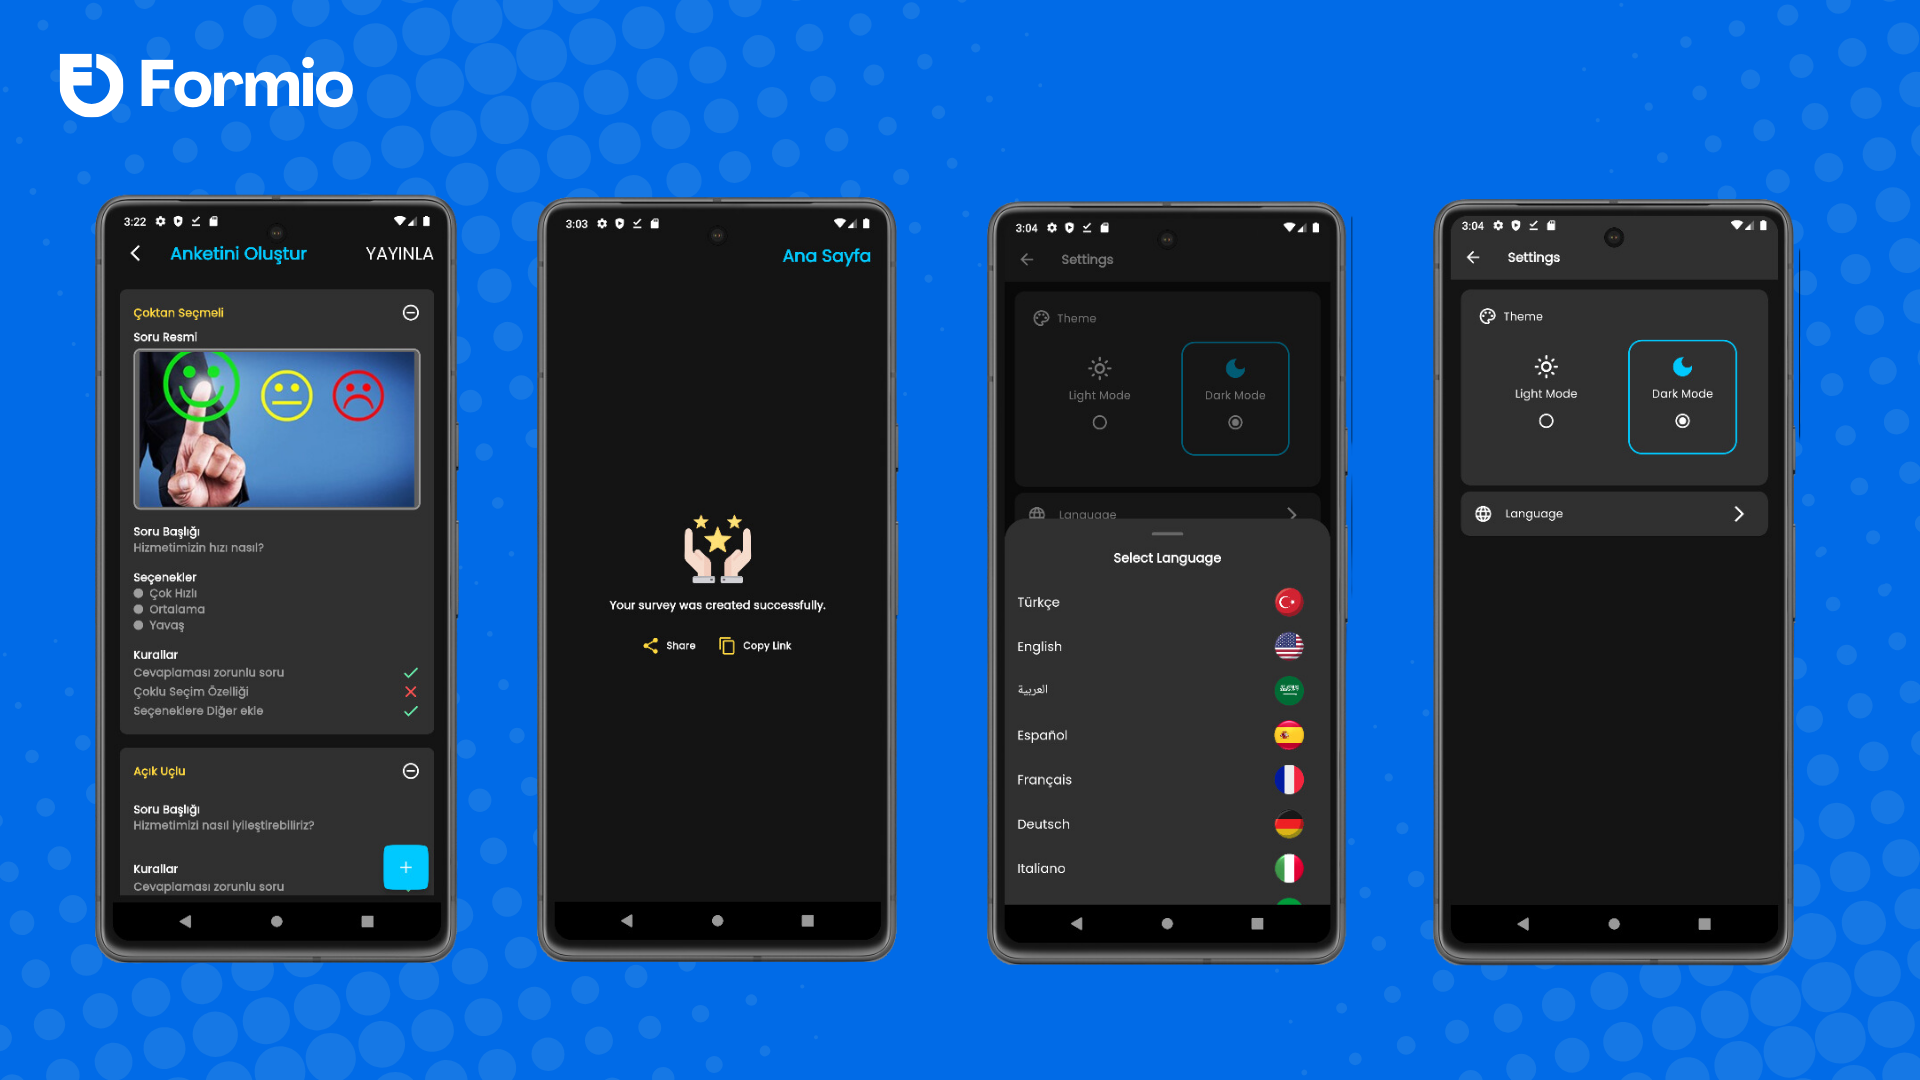 Formio
3:22
Anketini Oluştur
YAYINLA
Çoktan Seçmeli
Soru Resmi
Soru Başlığı
Hizmetimizin hızı nasıl?
Seçenekler
Çok Hızlı
Ortalama
Yavaş
Kurallar
Cevaplaması zorunlu soru
Çoklu Seçim Özelliği
Seçeneklere Diğer ekle
Açık Uçlu
Soru Başlığı
Hizmetimizi nasıl iyileştirebiliriz?
Kurallar
Cevaplaması zorunlu soru
3:03
Ana Sayfa
Your survey was created successfully.
Share
Copy Link
3:04
Settings
Theme
Light Mode
Dark Mode
Language
Select Language
Türkçe
English
العربية
Español
Français
Deutsch
Italiano
3:04
Settings
Theme
Light Mode
Dark Mode
Language